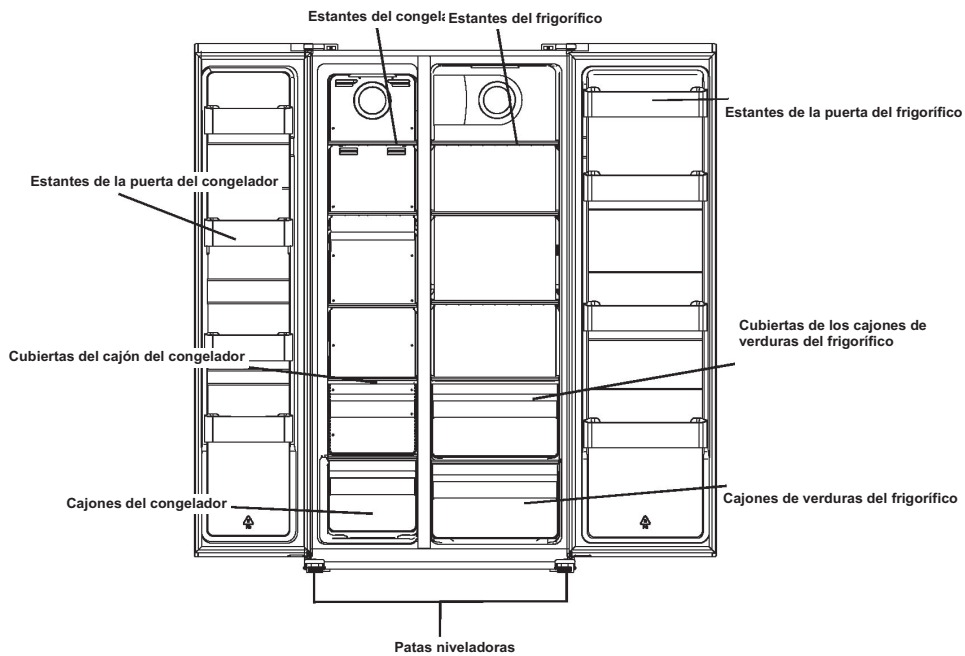 Estantes del congela
Estantes del frigorífico
Estantes de la puerta del frigorífico
Estantes de la puerta del congelador
Cubiertas de los cajones de
verduras del frigorífico
Cubiertas del cajón del congelador
Cajones del congelador
Cajones de verduras del frigorífico
Patas niveladoras